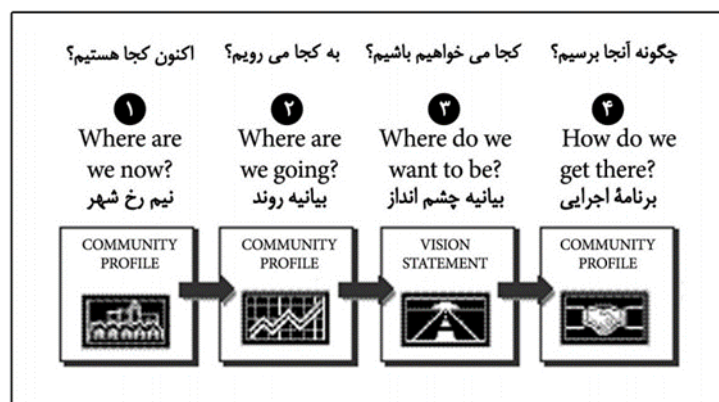 اکنون کجا هستیم؟
به کجا می رویم؟
کجا می خواهیم باشیم؟
چگونه آنجا برسیم؟
۱
۲
۳
۴
Where are
we now?
Where are
we going?
Where do we
want to be?
How do we
get there?
نیم رخ شهر
بیانیه روند
بیانیه چشم انداز
برنامهٔ اجرایی
COMMUNITY
PROFILE
COMMUNITY
PROFILE
VISION
STATEMENT
COMMUNITY
PROFILE